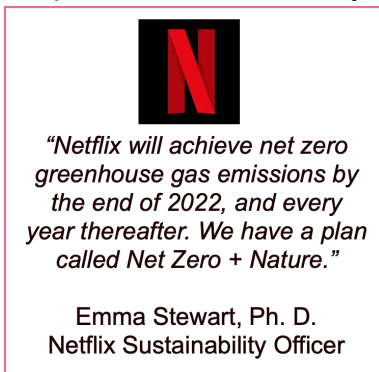 N
“Netflix will achieve net zero
greenhouse gas emissions by
the end of 2022, and every
year thereafter. We have a plan
called Net Zero + Nature.”
Emma Stewart, Ph. D.
Netflix Sustainability Officer